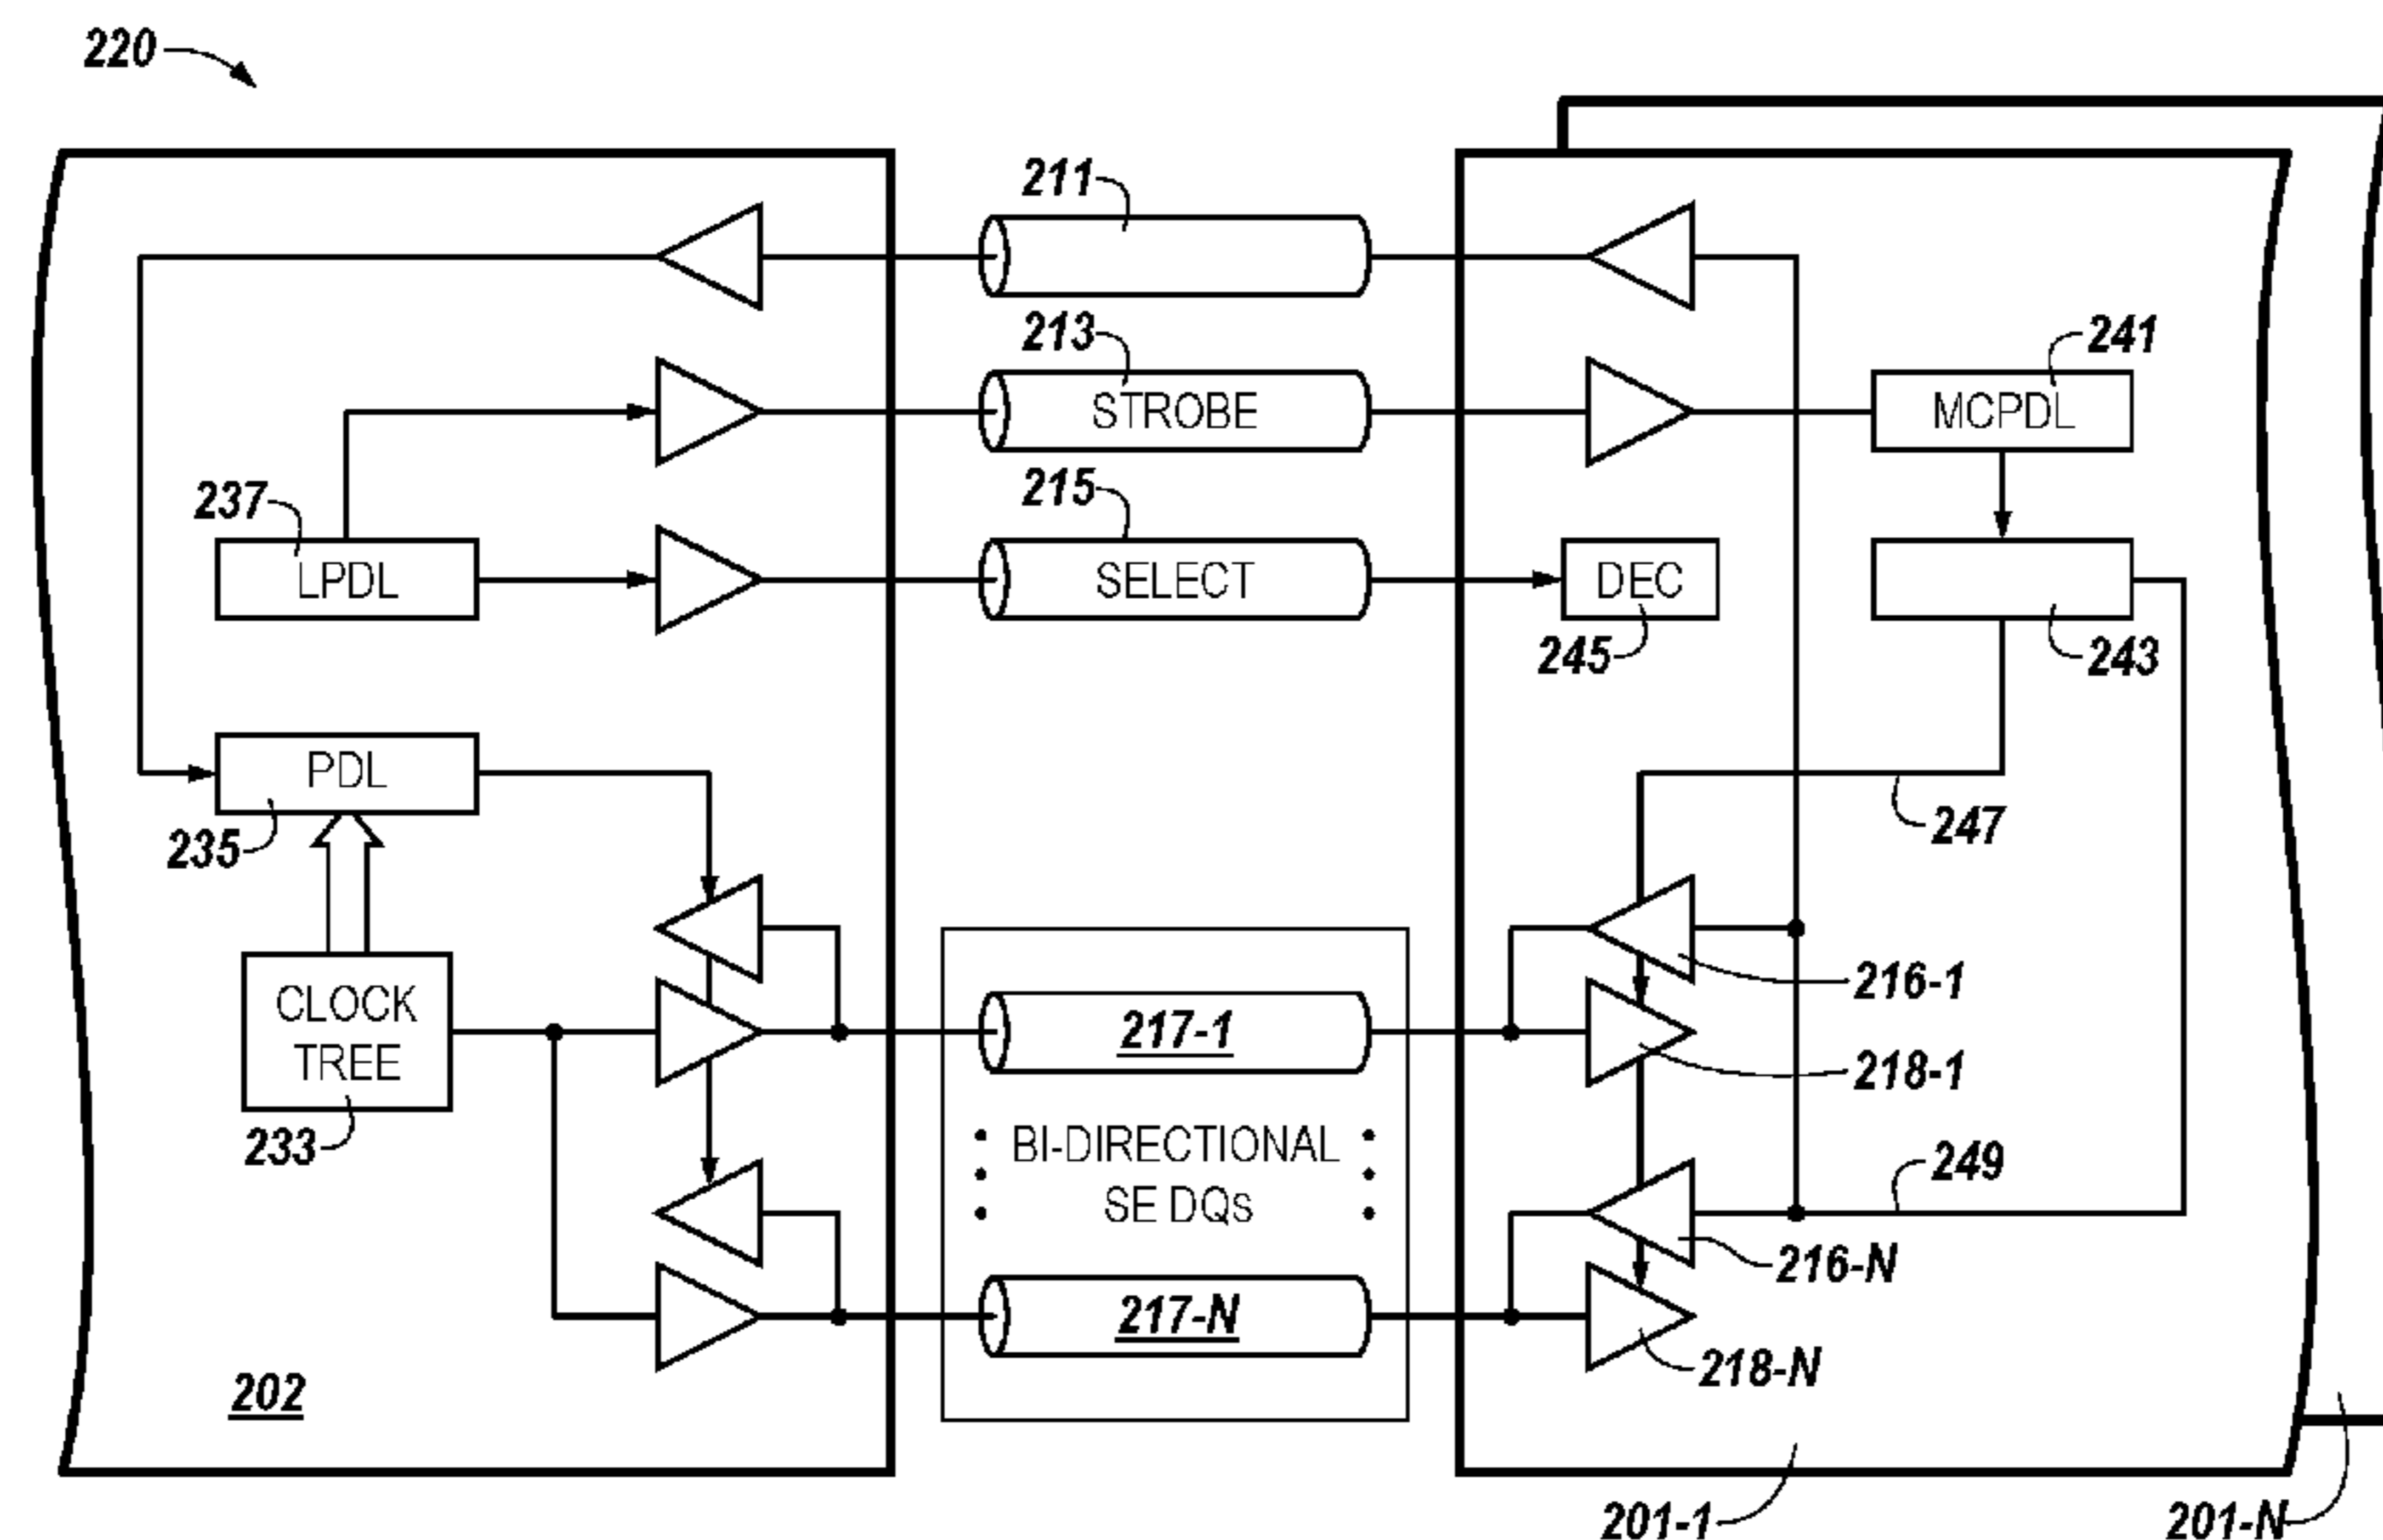 220
211
213
STROBE
241
MCPDL
237
215
LPDL
SELECT
DEC
245
243
PDL
235
247
CLOCK
TREE
216-1
217-1
218-1
233
BI-DIRECTIONAL
SE DQs
249
217-N
216-N
218-N
202
201-1
201-N